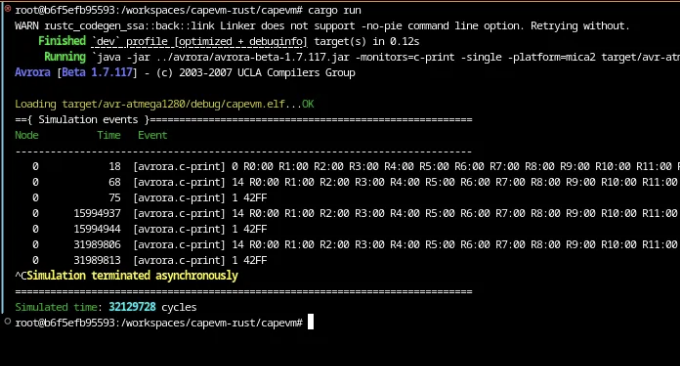 root@b6f5efb95593:/workspaces/capevm-rust/capevm# cargo run
WARN rustc_codegen_ssa::back::link Linker does not support -no-pie command line option. Retrying without.
Finished `dev` profile [optimized + debuginfo] target(s) in 0.12s
Running `java -jar ../avrora/avrora-beta-1.7.117.jar -monitors=c-print -single -platform=mica2 target/avr-atm
Avrora [Beta 1.7.117] - (c) 2003-2007 UCLA Compilers Group
Loading target/avr-atmega1280/debug/capevm.elf...OK
=={ Simulation events }=======================================================
Node Time Event
------------------------------------------------------------------------------
0 18 [avrora.c-print] 0 R0:00 R1:00 R2:00 R3:00 R4:00 R5:00 R6:00 R7:00 R8:00 R9:00 R10:00 R11:00 R
0 68 [avrora.c-print] 14 R0:00 R1:00 R2:00 R3:00 R4:00 R5:00 R6:00 R7:00 R8:00 R9:00 R10:00 R11:00
0 75 [avrora.c-print] 1 42FF
0 15994937 [avrora.c-print] 14 R0:00 R1:00 R2:00 R3:00 R4:00 R5:00 R6:00 R7:00 R8:00 R9:00 R10:00 R11:00
0 15994944 [avrora.c-print] 1 42FF
0 31989806 [avrora.c-print] 14 R0:00 R1:00 R2:00 R3:00 R4:00 R5:00 R6:00 R7:00 R8:00 R9:00 R10:00 R11:00
0 31989813 [avrora.c-print] 1 42FF
^CSimulation terminated asynchronously
==============================================================================
Simulated time: 32129728 cycles
root@b6f5efb95593:/workspaces/capevm-rust/capevm#